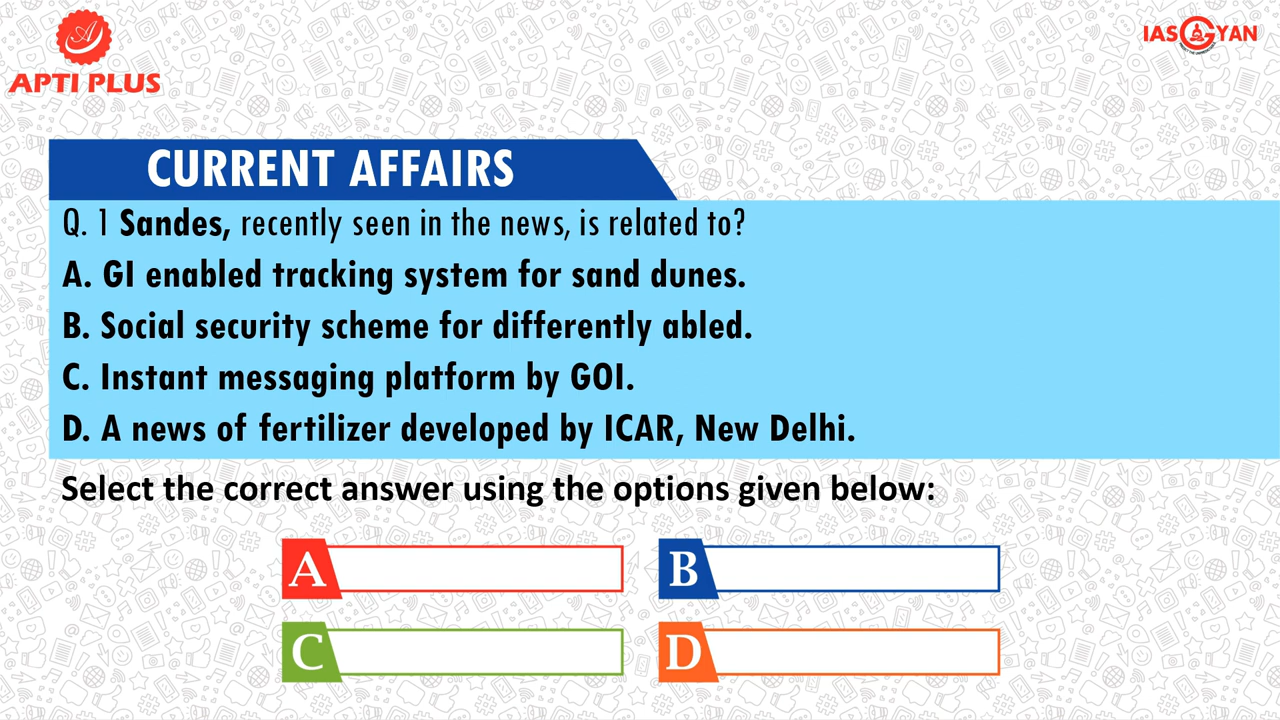 APTI PLUS
IAS GYAN
CURRENT AFFAIRS
Q. 1 Sandes, recently seen in the news, is related to?
A. GI enabled tracking system for sand dunes.
B. Social security scheme for differently abled.
C. Instant messaging platform by GOI.
D. A news of fertilizer developed by ICAR, New Delhi.
Select the correct answer using the options given below:
A
B
C
D